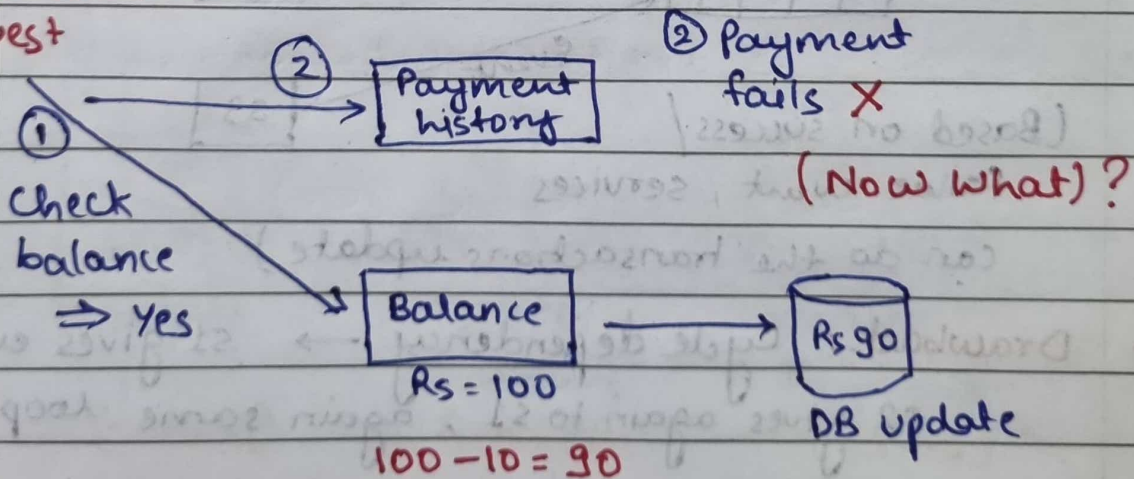 est
②
Payment
history
② Payment
fails X
(Now what)?
①
Check
balance
⇒ Yes
Balance
Rs = 100
100 - 10 = 90
Rs 90
DB update